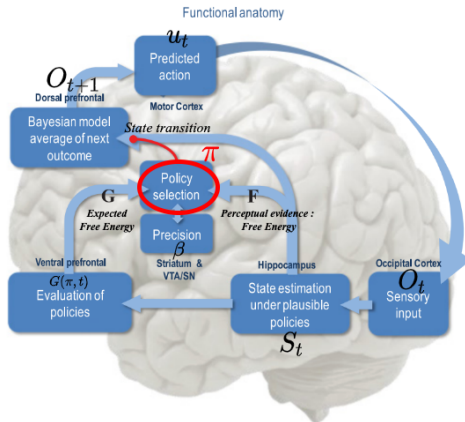 Functional anatomy
u_t
Predicted
action
Motor Cortex
O_{t+1}
Dorsal prefrontal
Bayesian model
average of next
outcome
State transition
π
Policy
selection
G
Expected
Free Energy
F
Perceptual evidence :
Free Energy
Precision
β
Striatum &
VTA/SN
Ventral prefrontal
G(π, t)
Evaluation of
policies
Hippocampus
State estimation
under plausible
policies
S_t
Occipital Cortex
O_t
Sensory
input